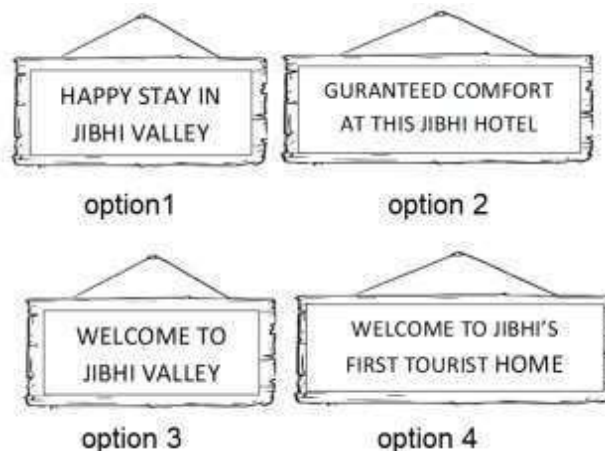 HAPPY STAY IN
JIBHI VALLEY
option1
GURANTEED COMFORT
AT THIS JIBHI HOTEL
option 2
WELCOME TO
JIBHI VALLEY
option 3
WELCOME TO JIBHI'S
FIRST TOURIST HOME
option 4